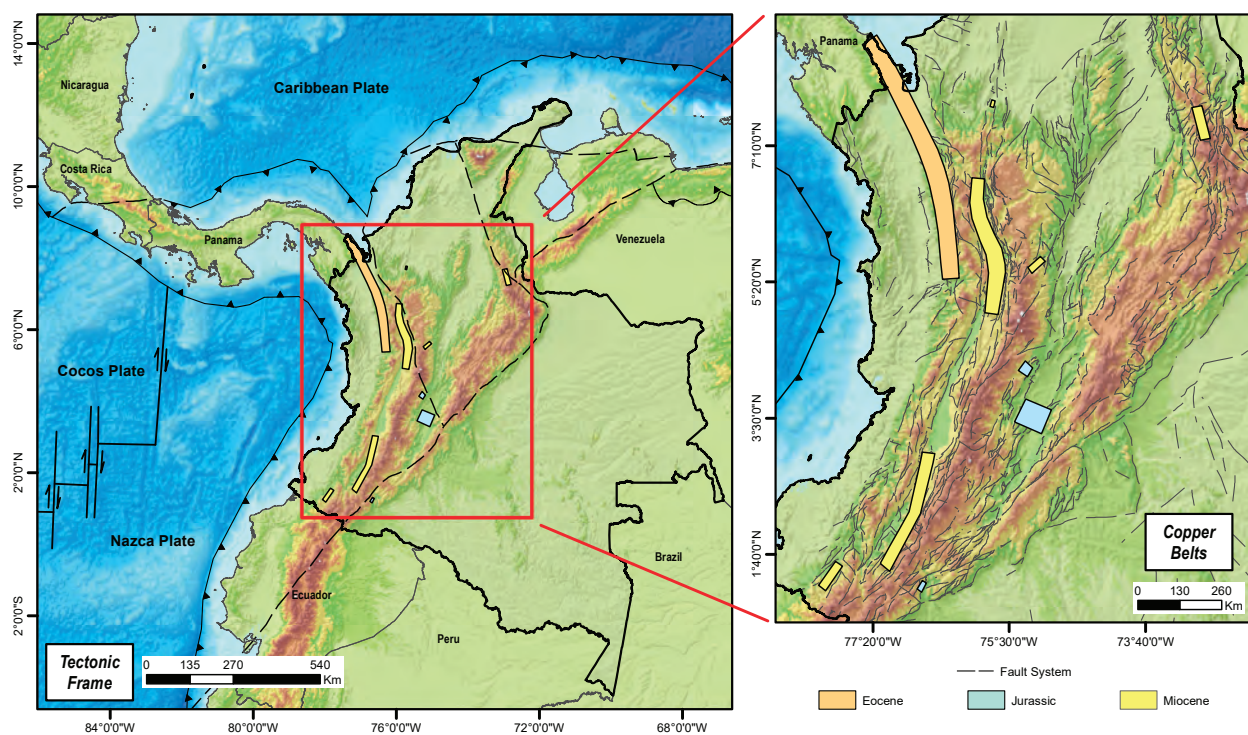 14°0'0"N
10°0'0"N
6°0'0"N
2°0'0"N
2°0'0"S
Nicaragua
Caribbean Plate
Costa Rica
Panama
Venezuela
Cocos Plate
Nazca Plate
Brazil
Ecuador
Peru
Tectonic
Frame
0 135 270 540
Km
84°0'0"W 80°0'0"W 76°0'0"W 72°0'0"W 68°0'0"W
Panama
7°10'0"N
5°20'0"N
3°30'0"N
1°40'0"N
Copper
Belts
0 130 260
Km
77°20'0"W 75°30'0"W 73°40'0"W
Fault System
Eocene Jurassic Miocene